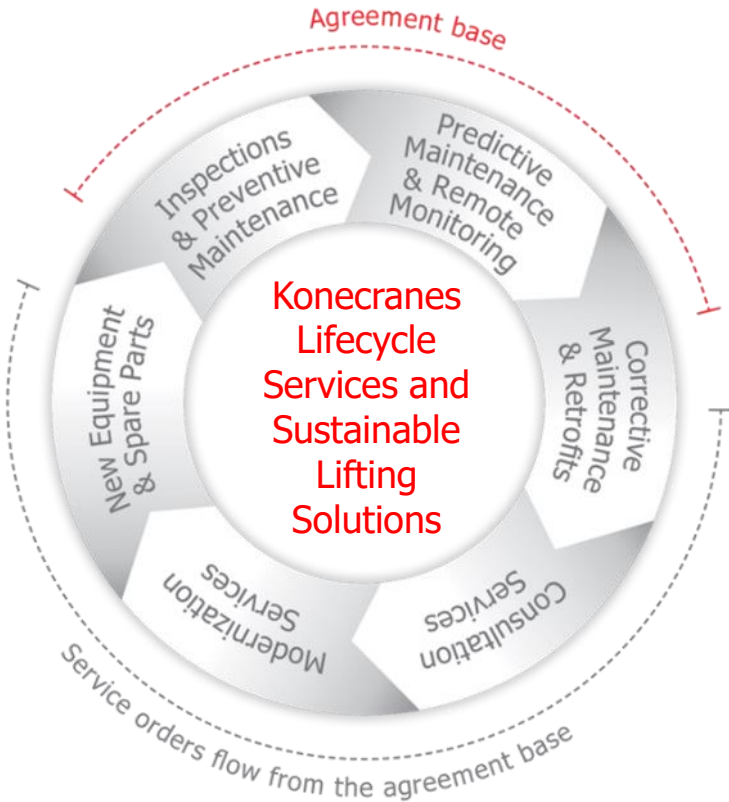 Agreement base
Inspections
& Preventive
Maintenance
Predictive
Maintenance
& Remote
Monitoring
Corrective
Maintenance
& Retrofits
Consultation
Services
Modernization
Services
New Equipment
& Spare Parts
Konecranes
Lifecycle
Services and
Sustainable
Lifting
Solutions
Service orders flow from the agreement base